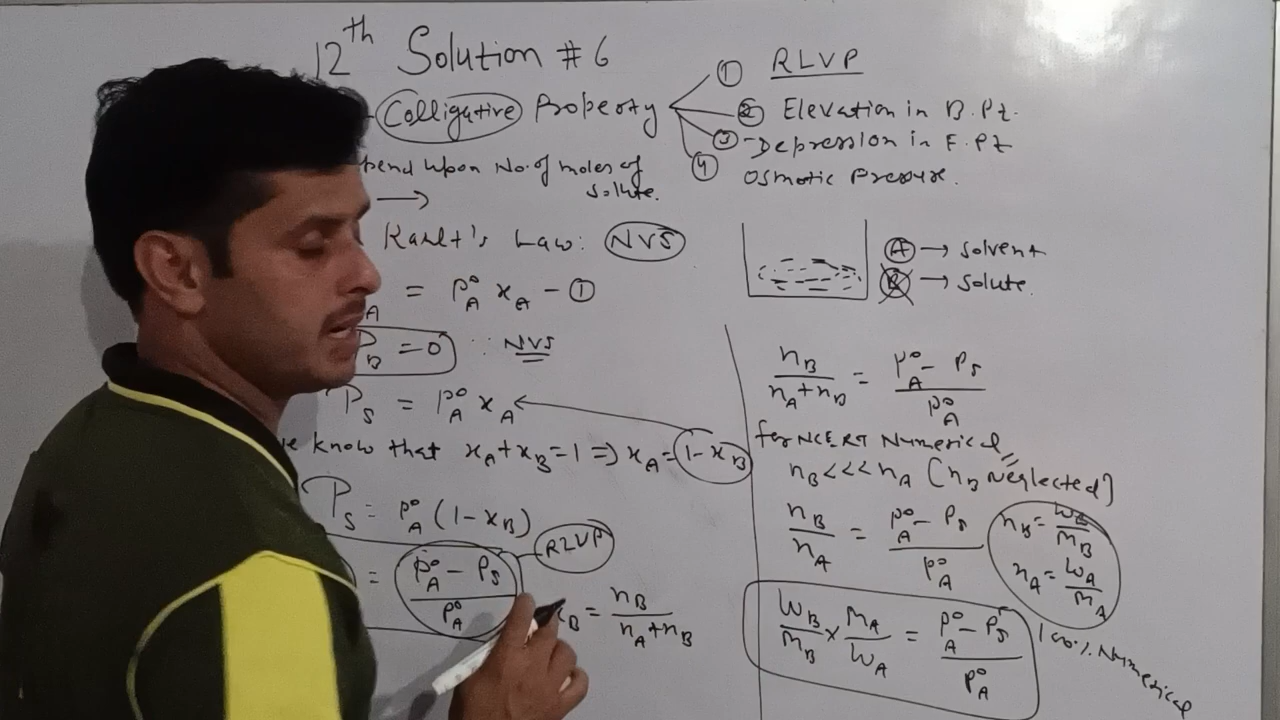 12th Solution #6
Colligative Property
① RLVP
② Elevation in B.Pt.
③ Depression in F.Pt
④ Osmotic Pressure.
pend upon No. of moles of
solute.
→
Rault's Law: NVS
A = P°A xA - ①
PB = 0 ∵ NVS
Ps = P°A xA
we know that xA + xB = 1 ⇒ xA = 1 - xB
Ps = P°A (1 - xB)
= P°A - Ps / P°A RLVP
xB = nB / nA + nB
A → solvent
B → solute.
nB / nA + nB = P°A - Ps / P°A
for NCERT Numerical
nB <<< nA (nB Neglected)
nB / nA = P°A - Ps / P°A
nB = WB / MB
nA = WA / MA
WB / MB × MA / WA = P°A - Ps / P°A
100% Numerical